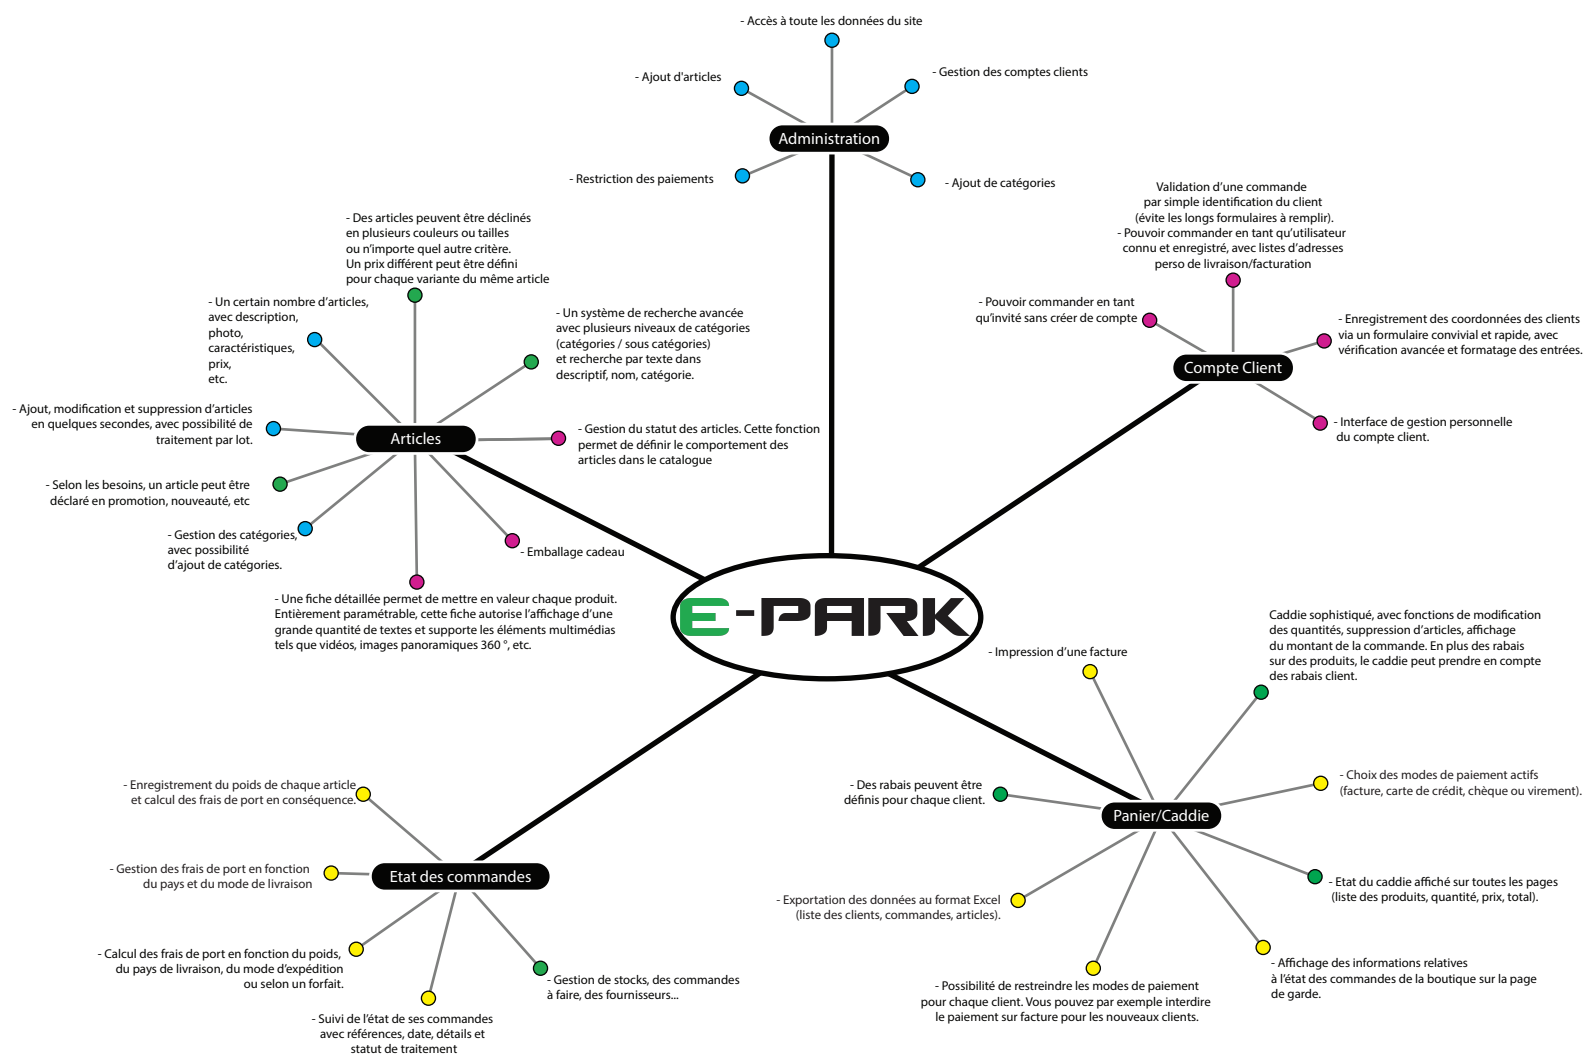 - Accès à toute les données du site
- Ajout d'articles
- Gestion des comptes clients
Administration
- Restriction des paiements
- Ajout de catégories
Validation d’une commande
par simple identification du client
(évite les longs formulaires à remplir).
- Pouvoir commander en tant qu’utilisateur
connu et enregistré, avec listes d’adresses
perso de livraison/facturation
- Pouvoir commander en tant
qu’invité sans créer de compte
- Enregistrement des coordonnées des clients
via un formulaire convivial et rapide, avec
vérification avancée et formatage des entrées.
Compte Client
- Interface de gestion personnelle
du compte client.
- Des articles peuvent être déclinés
en plusieurs couleurs ou tailles
ou n’importe quel autre critère.
Un prix différent peut être défini
pour chaque variante du même article
- Un certain nombre d’articles,
avec description,
photo,
caractéristiques,
prix,
etc.
- Un système de recherche avancée
avec plusieurs niveaux de catégories
(catégories / sous catégories)
et recherche par texte dans
descriptif, nom, catégorie.
- Ajout, modification et suppression d’articles
en quelques secondes, avec possibilité de
traitement par lot.
Articles
- Gestion du statut des articles. Cette fonction
permet de définir le comportement des
articles dans le catalogue
- Selon les besoins, un article peut être
déclaré en promotion, nouveauté, etc
- Gestion des catégories,
avec possibilité
d’ajout de catégories.
- Emballage cadeau
- Une fiche détaillée permet de mettre en valeur chaque produit.
Entièrement paramétrable, cette fiche autorise l’affichage d’une
grande quantité de textes et supporte les éléments multimédias
tels que vidéos, images panoramiques 360 °, etc.
E-PARK
- Impression d’une facture
Caddie sophistiqué, avec fonctions de modification
des quantités, suppression d’articles, affichage
du montant de la commande. En plus des rabais
sur des produits, le caddie peut prendre en compte
des rabais client.
- Des rabais peuvent être
définis pour chaque client.
- Choix des modes de paiement actifs
(facture, carte de crédit, chèque ou virement).
Panier/Caddie
- Exportation des données au format Excel
(liste des clients, commandes, articles).
- Etat du caddie affiché sur toutes les pages
(liste des produits, quantité, prix, total).
- Possibilité de restreindre les modes de paiement
pour chaque client. Vous pouvez par exemple interdire
le paiement sur facture pour les nouveaux clients.
- Affichage des informations relatives
à l’état des commandes de la boutique sur la page
de garde.
- Enregistrement du poids de chaque article
et calcul des frais de port en conséquence.
- Gestion des frais de port en fonction
du pays et du mode de livraison
Etat des commandes
- Calcul des frais de port en fonction du poids,
du pays de livraison, du mode d’expédition
ou selon un forfait.
- Gestion de stocks, des commandes
à faire, des fournisseurs...
- Suivi de l’état de ses commandes
avec références, date, détails et
statut de traitement